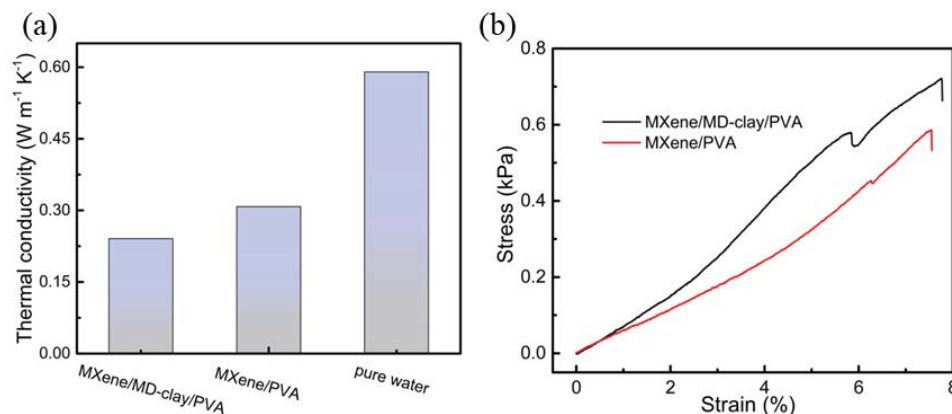 (a)
Thermal conductivity (W m⁻¹ K⁻¹)
0.60
0.45
0.30
0.15
0.00
MXene/MD-clay/PVA
MXene/PVA
pure water
(b)
Stress (kPa)
0.8
0.6
0.4
0.2
0.0
MXene/MD-clay/PVA
MXene/PVA
0
2
4
6
8
Strain (%)